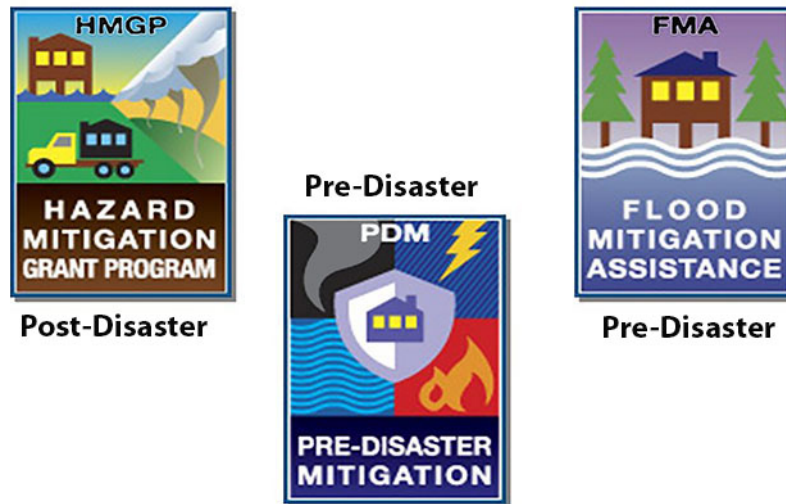 HMGP
HAZARD
MITIGATION
GRANT PROGRAM
Post-Disaster
Pre-Disaster
PDM
PRE-DISASTER
MITIGATION
FMA
FLOOD
MITIGATION
ASSISTANCE
Pre-Disaster